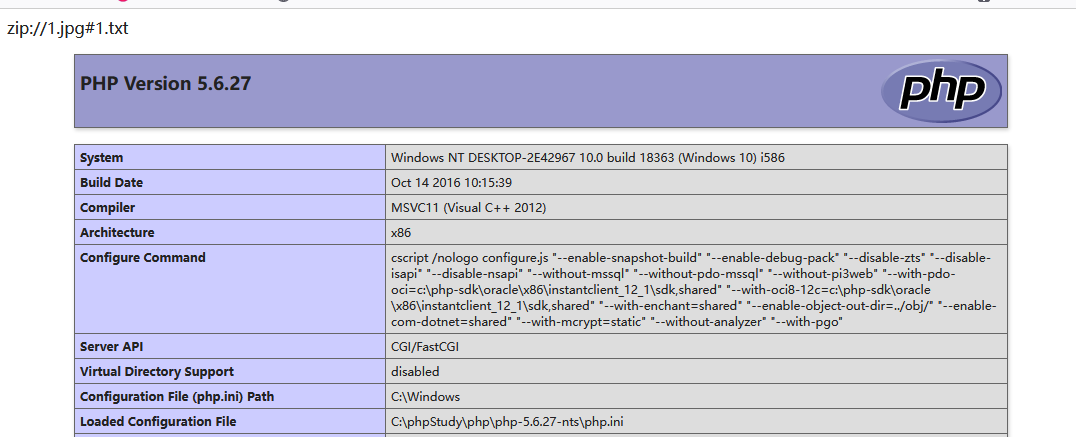 zip://1.jpg#1.txt
PHP Version 5.6.27
php
System Windows NT DESKTOP-2E42967 10.0 build 18363 (Windows 10) i586
Build Date Oct 14 2016 10:15:39
Compiler MSVC11 (Visual C++ 2012)
Architecture x86
Configure Command cscript /nologo configure.js "--enable-snapshot-build" "--enable-debug-pack" "--disable-zts" "--disable-
isapi" "--disable-nsapi" "--without-mssql" "--without-pdo-mssql" "--without-pi3web" "--with-pdo-
oci=c:\php-sdk\oracle\x86\instantclient_12_1\sdk,shared" "--with-oci8-12c=c:\php-sdk\oracle
\x86\instantclient_12_1\sdk,shared" "--with-enchant=shared" "--enable-object-out-dir=../obj/" "--enable-
com-dotnet=shared" "--with-mcrypt=static" "--without-analyzer" "--with-pgo"
Server API CGI/FastCGI
Virtual Directory Support disabled
Configuration File (php.ini) Path C:\Windows
Loaded Configuration File C:\phpStudy\php\php-5.6.27-nts\php.ini